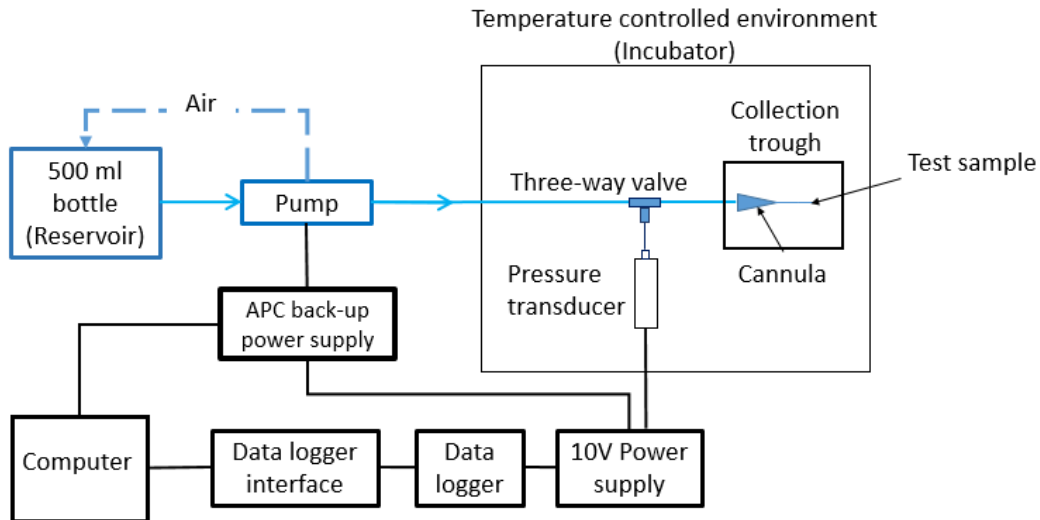 Temperature controlled environment
(Incubator)
Air
Collection
trough
500 ml
bottle
(Reservoir)
Pump
Three-way valve
Test sample
Pressure
transducer
Cannula
APC back-up
power supply
Computer
Data logger
interface
Data
logger
10V Power
supply